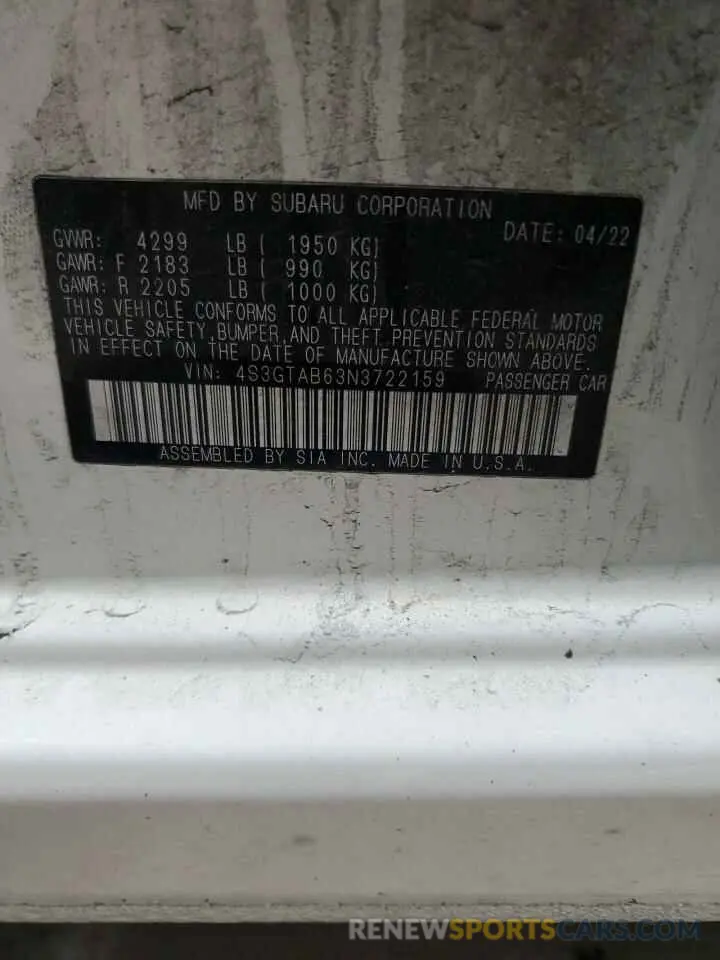 MFD BY SUBARU CORPORATION
DATE: 04/22
GVWR: 4299 LB ( 1950 KG)
GAWR: F 2183 LB ( 990 KG)
GAWR: R 2205 LB ( 1000 KG)
THIS VEHICLE CONFORMS TO ALL APPLICABLE FEDERAL MOTOR
VEHICLE SAFETY,BUMPER,AND THEFT PREVENTION STANDARDS
IN EFFECT ON THE DATE OF MANUFACTURE SHOWN ABOVE.
VIN: 4S3GTAB63N3722159 PASSENGER CAR
ASSEMBLED BY SIA INC. MADE IN U.S.A.
RENEWSPORTSCARS.COM